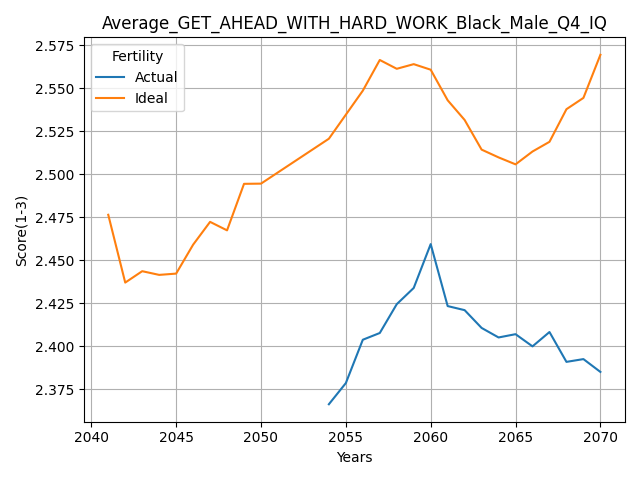 Average_GET_AHEAD_WITH_HARD_WORK_Black_Male_Q4_IQ
Fertility
Actual
Ideal
Score(1-3)
2.575
2.550
2.525
2.500
2.475
2.450
2.425
2.400
2.375
2040
2045
2050
2055
2060
2065
2070
Years